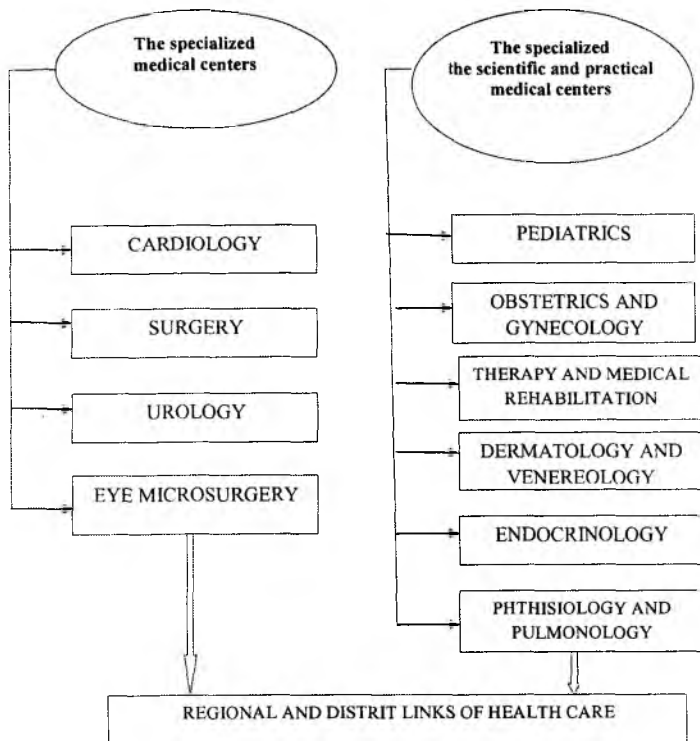 The specialized
medical centers
CARDIOLOGY
SURGERY
UROLOGY
EYE MICROSURGERY
The specialized
the scientific and practical
medical centers
PEDIATRICS
OBSTETRICS AND
GYNECOLOGY
THERAPY AND MEDICAL
REHABILITATION
DERMATOLOGY AND
VENEREOLOGY
ENDOCRINOLOGY
PHTHISIOLOGY AND
PULMONOLOGY
REGIONAL AND DISTRIT LINKS OF HEALTH CARE